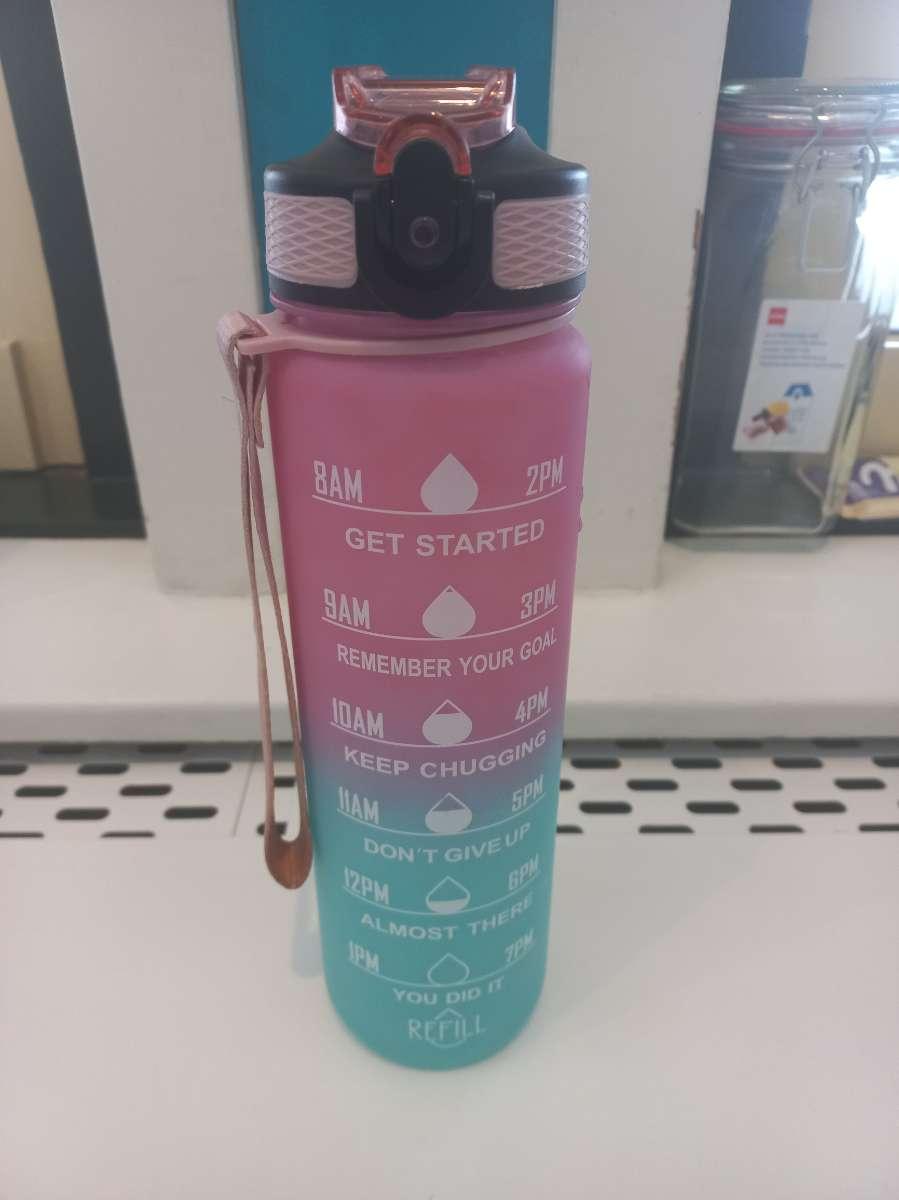 8AM 2PM
GET STARTED
9AM 3PM
REMEMBER YOUR GOAL
10AM 4PM
KEEP CHUGGING
11AM 5PM
DON'T GIVE UP
12PM 6PM
ALMOST THERE
1PM 7PM
YOU DID IT
REFILL